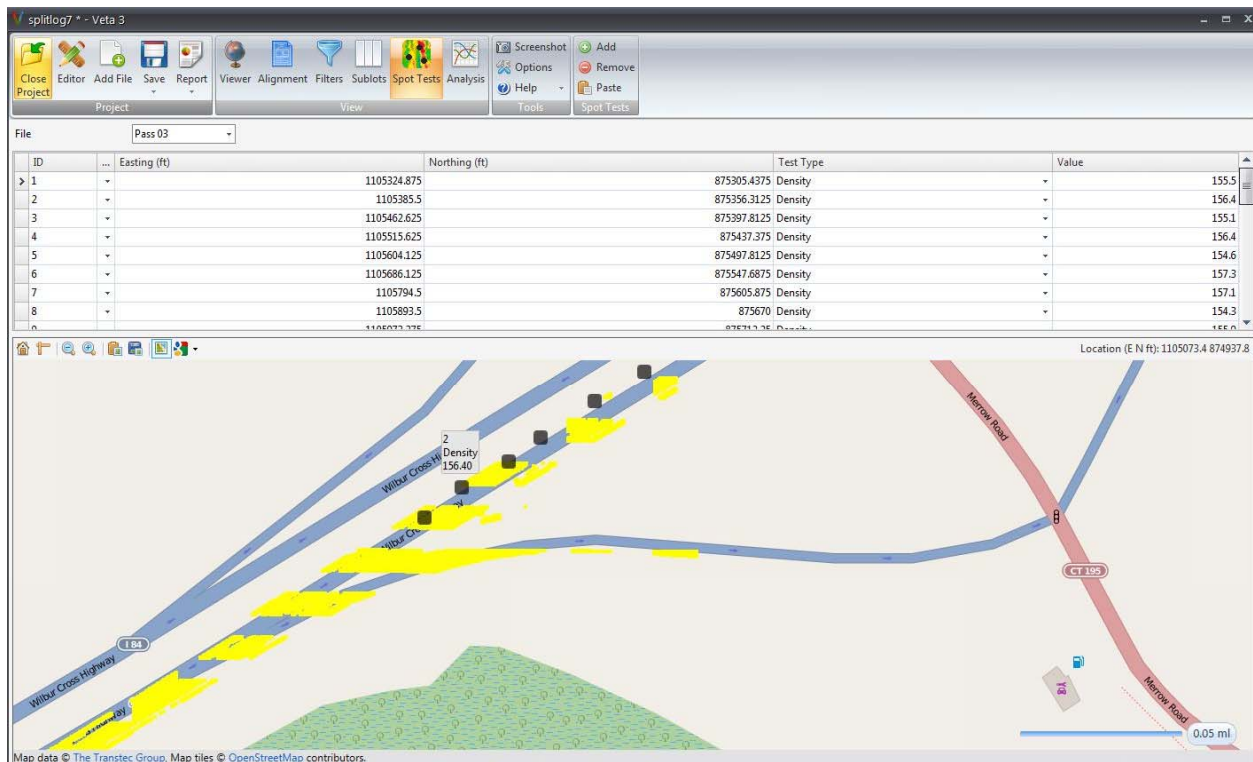 splitlog7 * - Veta 3
Close Project
Editor
Add File
Save
Report
Viewer
Alignment
Filters
Sublots
Spot Tests
Analysis
Screenshot
Options
Help
Add
Remove
Paste
Project
View
Tools
Spot Tests
File Pass 03
ID ... Easting (ft) Northing (ft) Test Type Value
1 1105324.875 875305.4375 Density 155.5
2 1105385.5 875356.3125 Density 156.4
3 1105462.625 875397.8125 Density 155.1
4 1105515.625 875437.375 Density 156.4
5 1105604.125 875497.8125 Density 154.6
6 1105686.125 875547.6875 Density 157.3
7 1105794.5 875605.875 Density 157.1
8 1105893.5 875670 Density 154.3
Location (E N ft): 1105073.4 874937.8
Merrow Road
2
Density
156.40
Wilbur Cross Hi
Wilbur Cro
way
CT 195
I 84
Wilbur Cross Highway
way
Merrow Road
0.05 ml
Map data © The Transtec Group, Map tiles © OpenStreetMap contributors.